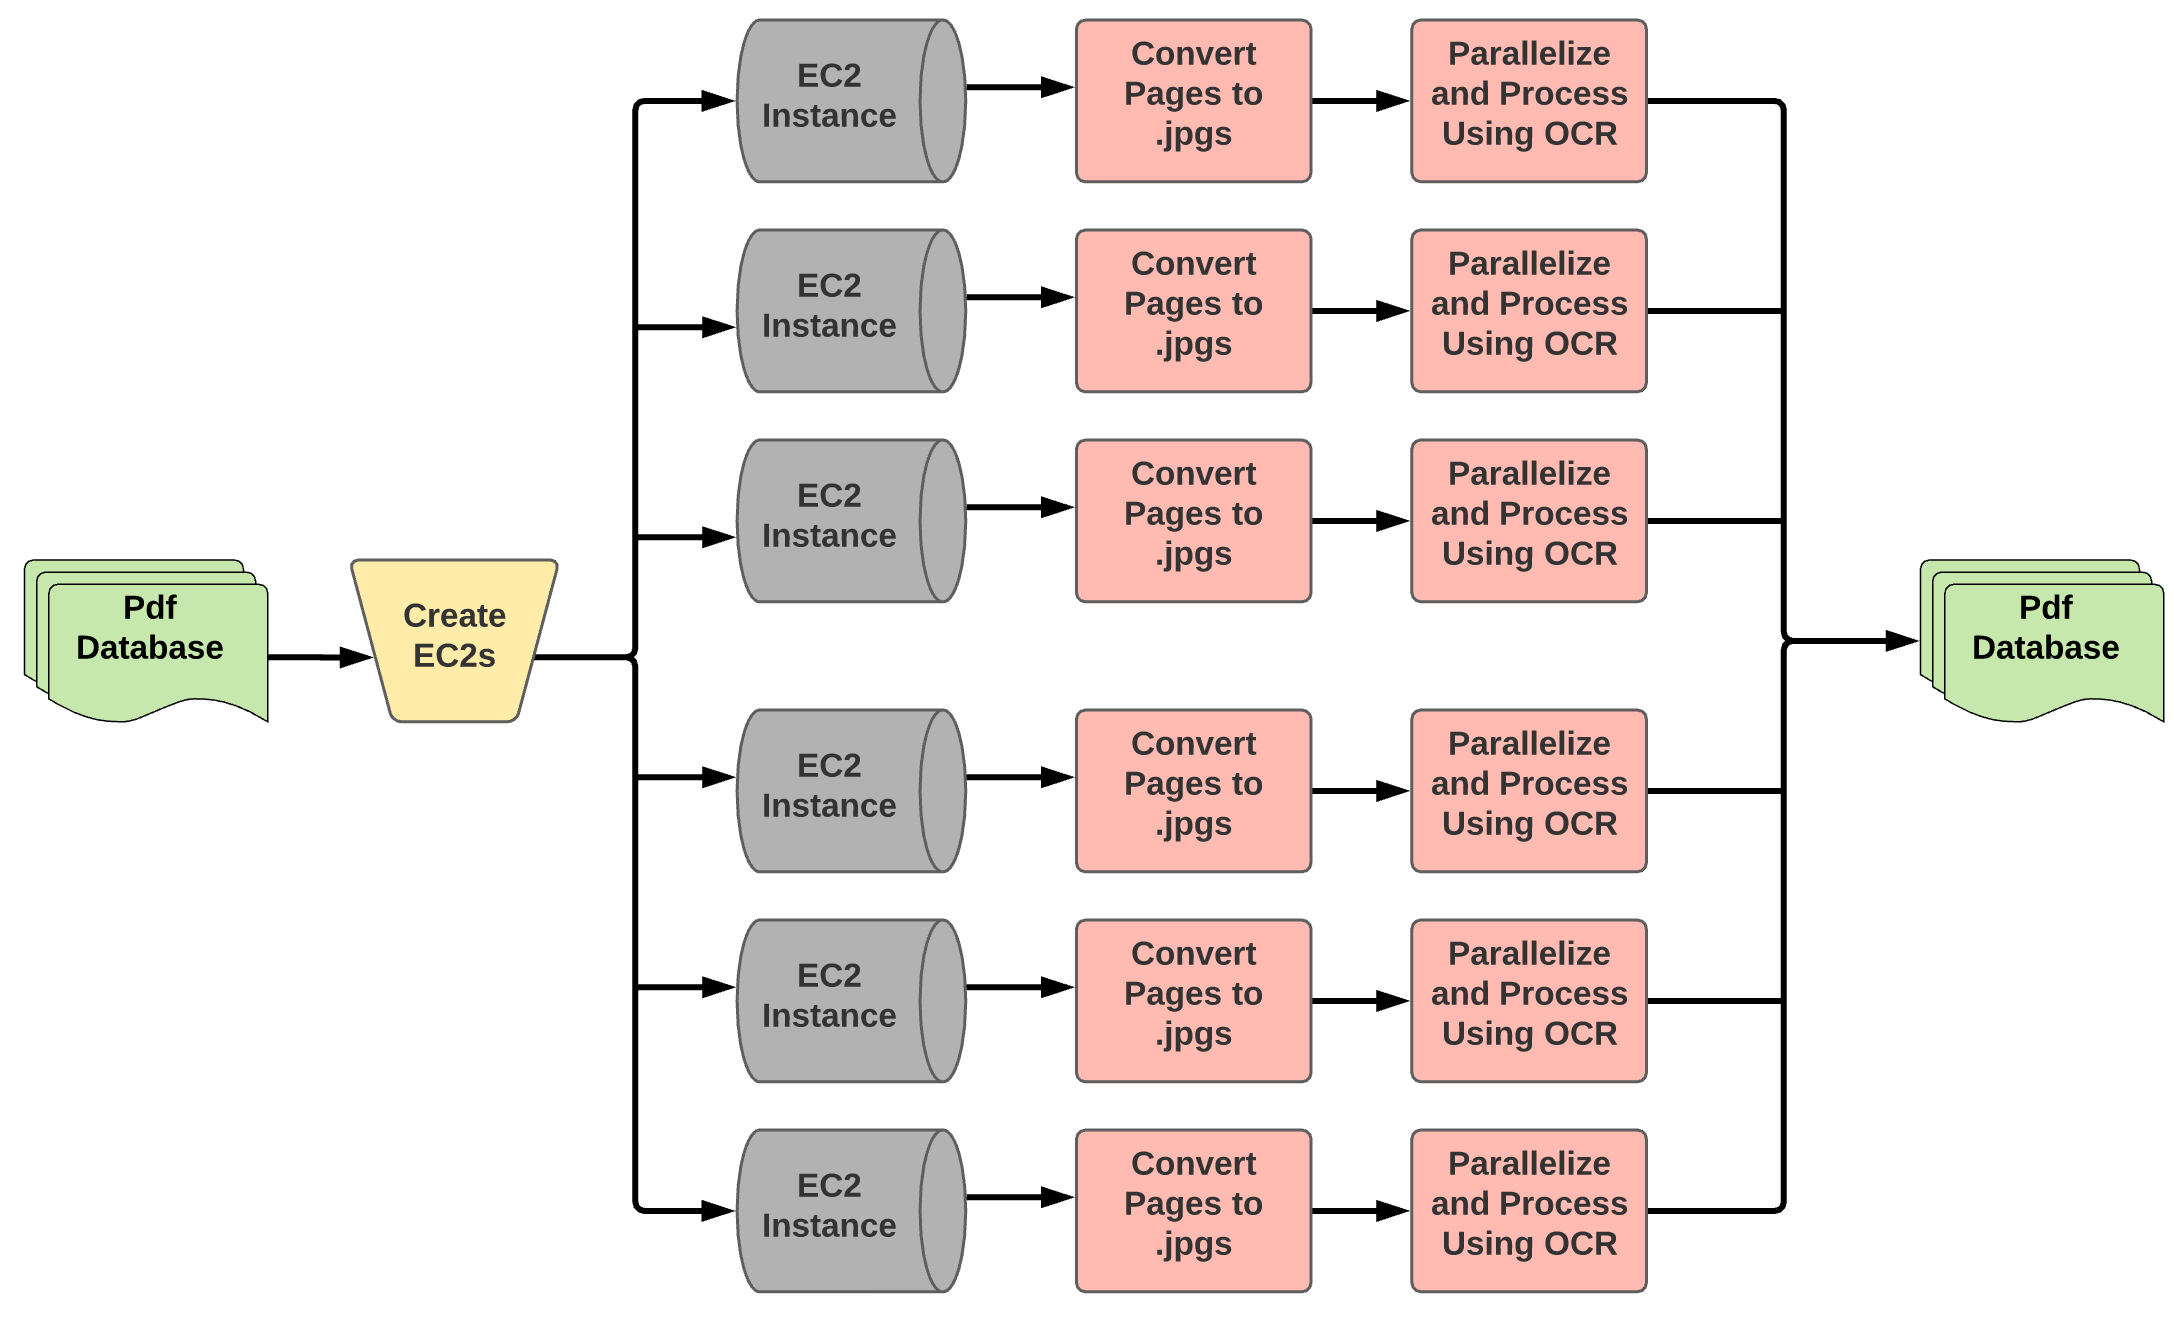 EC2
Instance
Convert
Pages to
.jpgs
Parallelize
and Process
Using OCR
EC2
Instance
Convert
Pages to
.jpgs
Parallelize
and Process
Using OCR
EC2
Instance
Convert
Pages to
.jpgs
Parallelize
and Process
Using OCR
Pdf
Database
Create
EC2s
Pdf
Database
EC2
Instance
Convert
Pages to
.jpgs
Parallelize
and Process
Using OCR
EC2
Instance
Convert
Pages to
.jpgs
Parallelize
and Process
Using OCR
EC2
Instance
Convert
Pages to
.jpgs
Parallelize
and Process
Using OCR